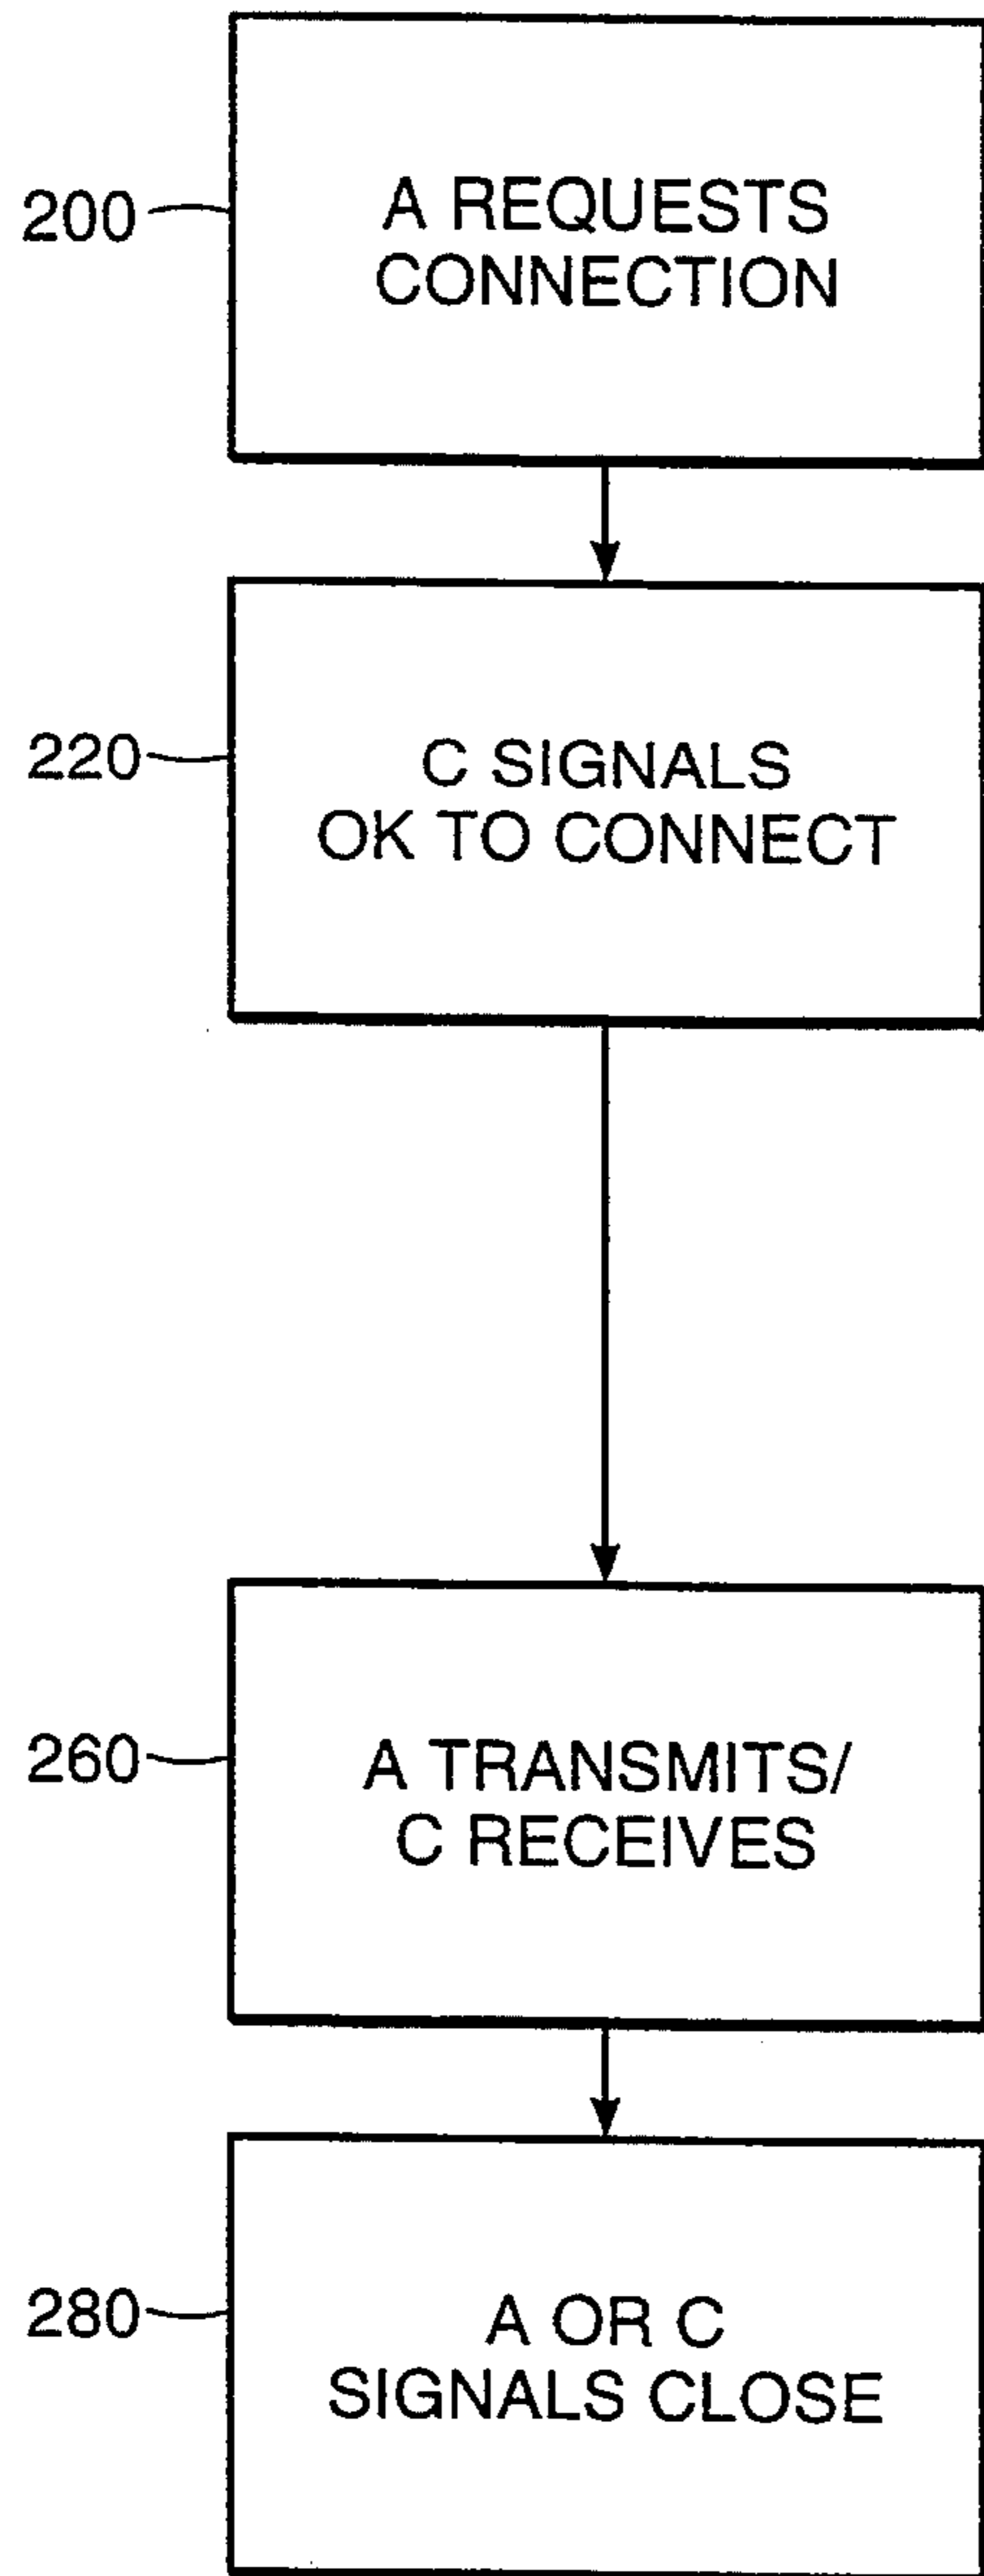 200
A REQUESTS
CONNECTION
220
C SIGNALS
OK TO CONNECT
260
A TRANSMITS/
C RECEIVES
280
A OR C
SIGNALS CLOSE